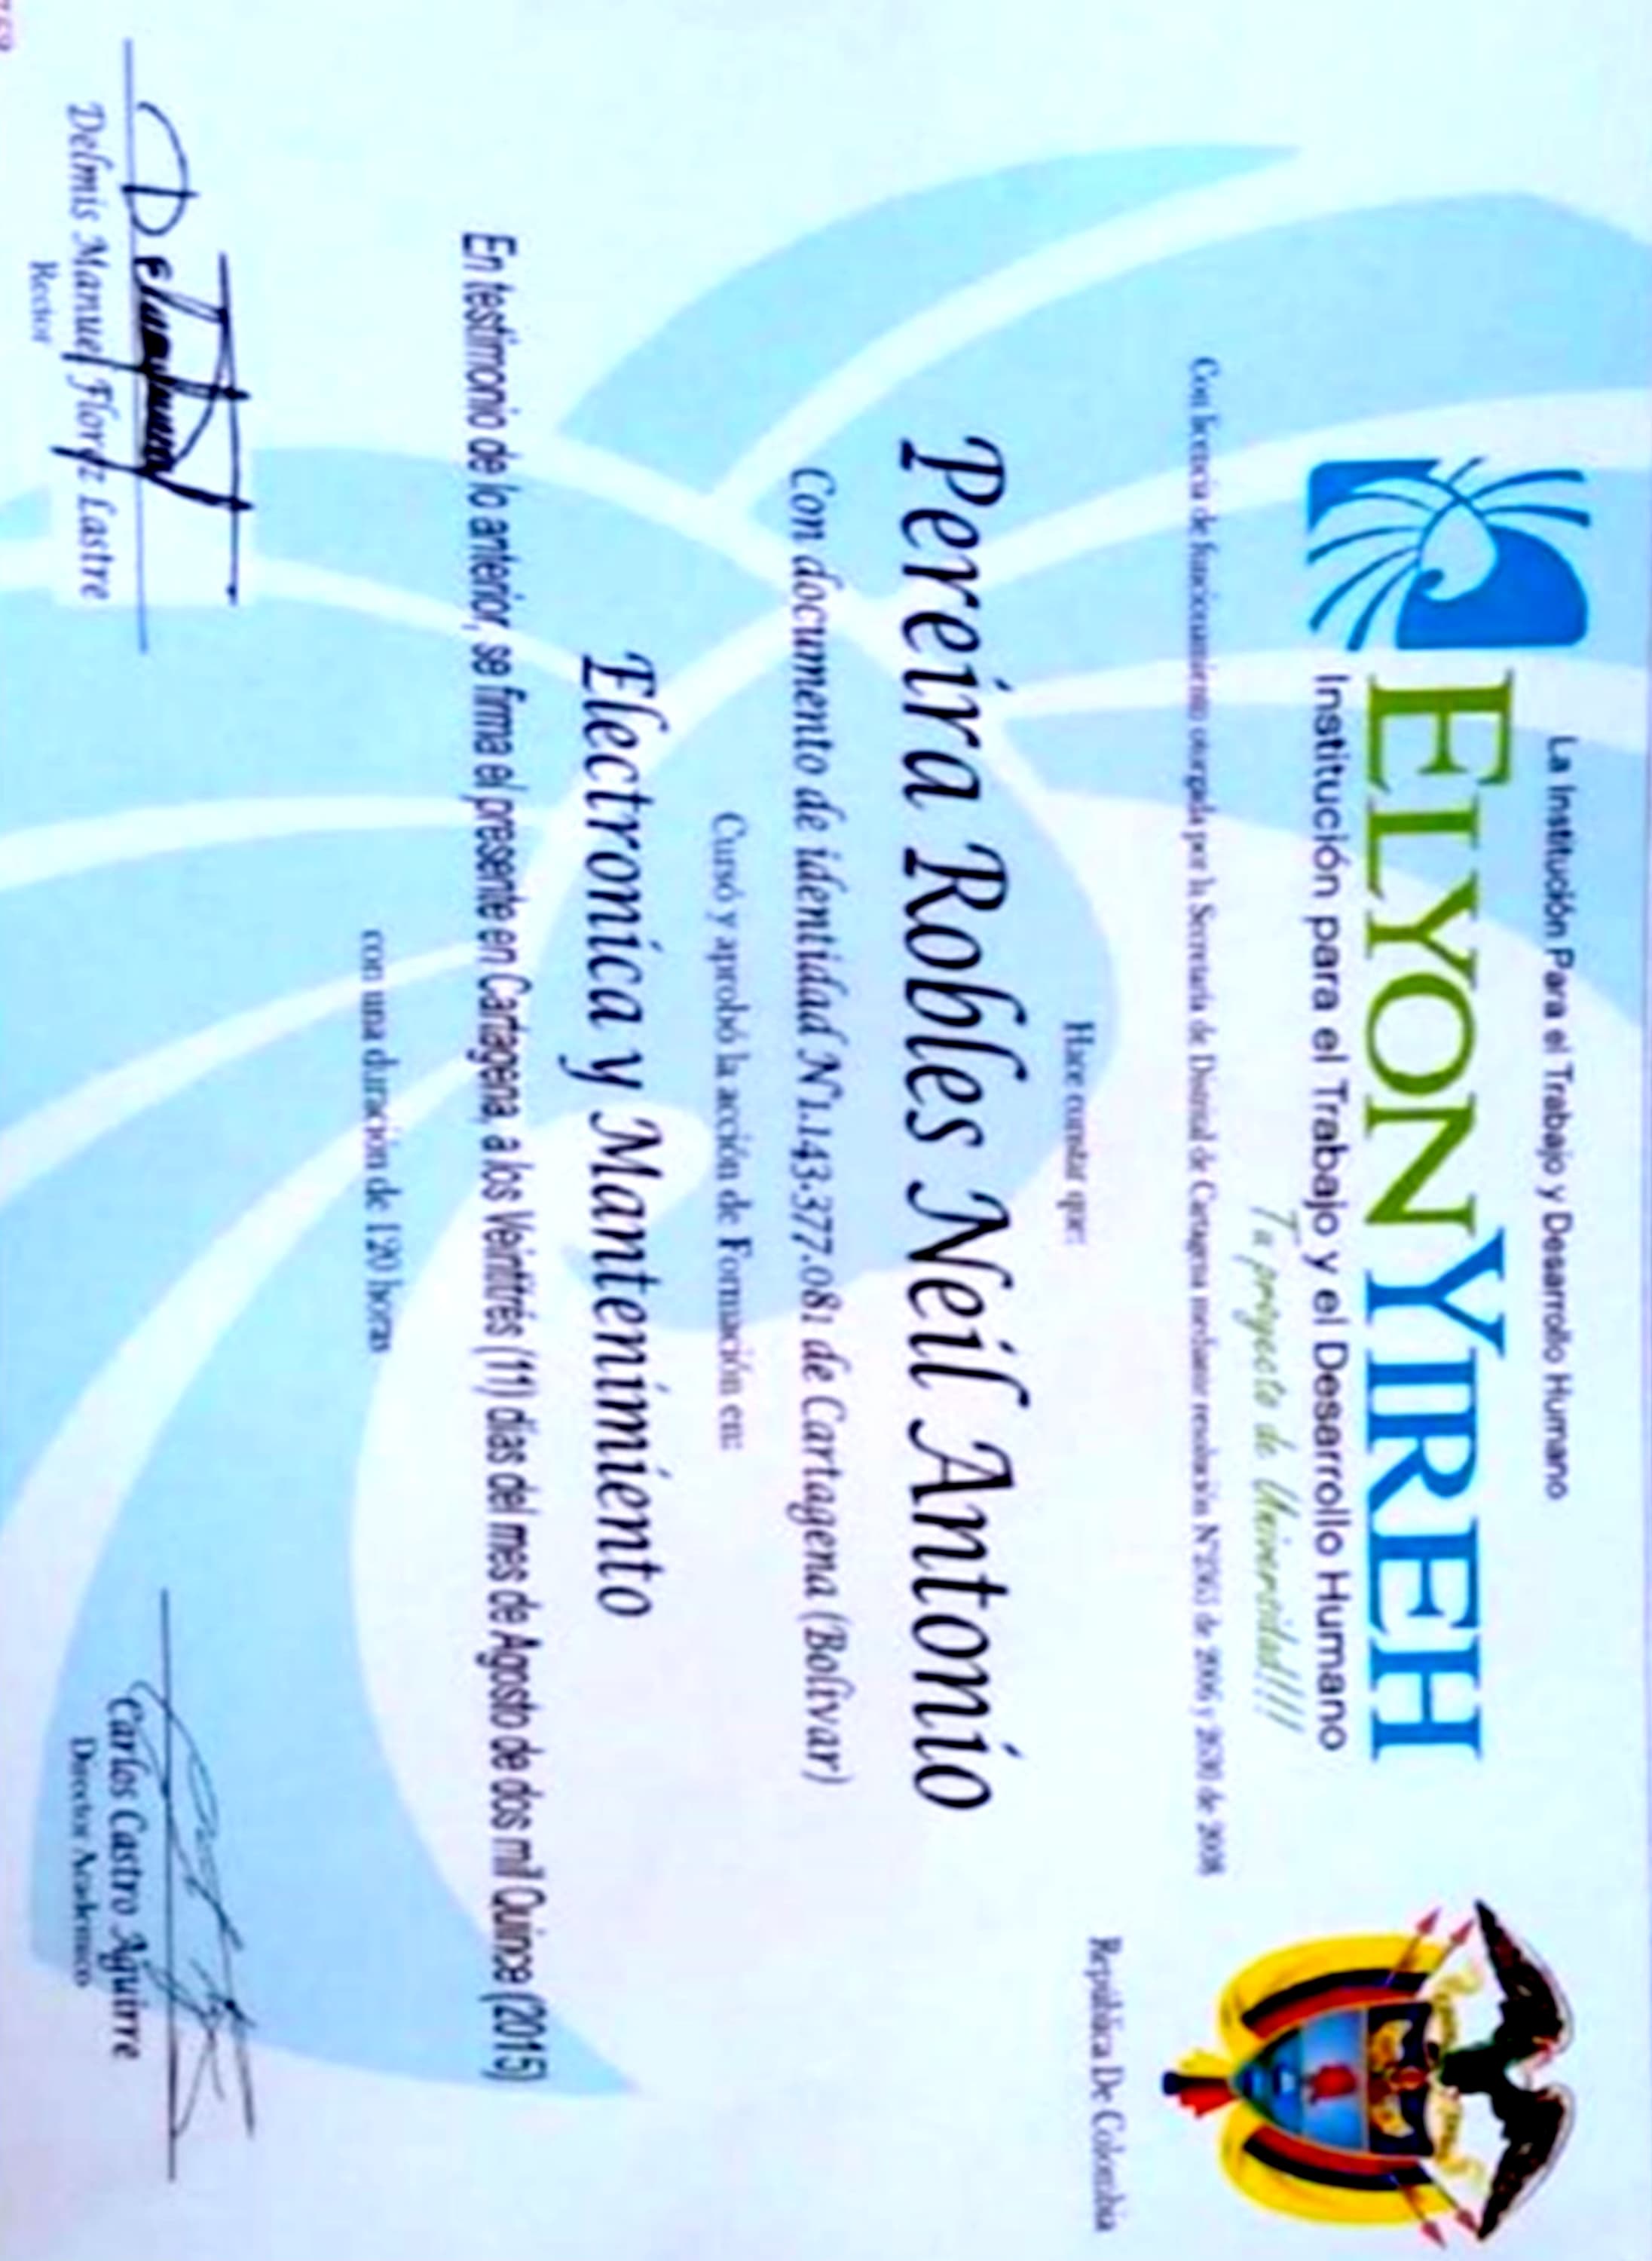 La Institución Para el Trabajo y Desarrollo Humano
ELYON YIREH
Institución para el Trabajo y el Desarrollo Humano
Tu proyecto de Universidad!!!
Con licencia de funcionamiento otorgada por la Secretaría de Distrital de Cartagena mediante resolución de 2006 y 2630 de 2008
República De Colombia
Hace constar que:
Pereira Robles Neil Antonio
Con documento de identidad N°1.143.377.081 de Cartagena (Bolívar)
Cursó y aprobó la acción de Formación en:
Electronica y Mantenimiento
En testimonio de lo anterior, se firma el presente en Cartagena, a los Veintitrés (11) días del mes de Agosto de dos mil Quince (2015)
con una duración de 120 horas
Delmis Manuel Florez Lastre
Rector
Carlos Castro Aguirre
Director Academico